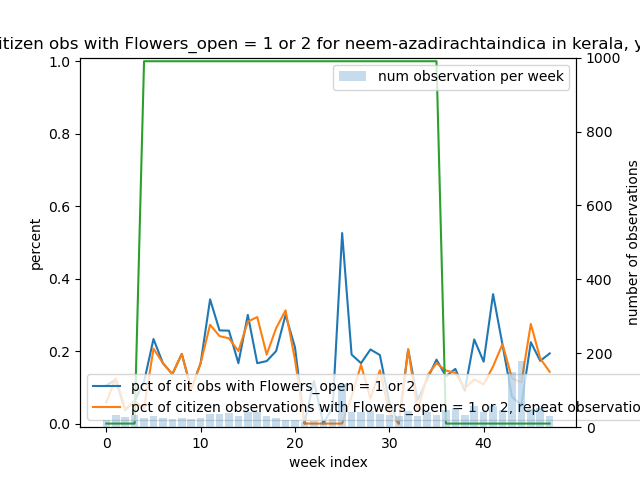 citizen obs with Flowers_open = 1 or 2 for neem-azadirachtaindica in kerala,
num observation per week
1.0
0.8
0.6
0.4
0.2
0.0
percent
1000
800
600
400
200
0
number of observations
pct of cit obs with Flowers_open = 1 or 2
pct of citizen observations with Flowers_open = 1 or 2, repeat
0 10 20 30 40
week index